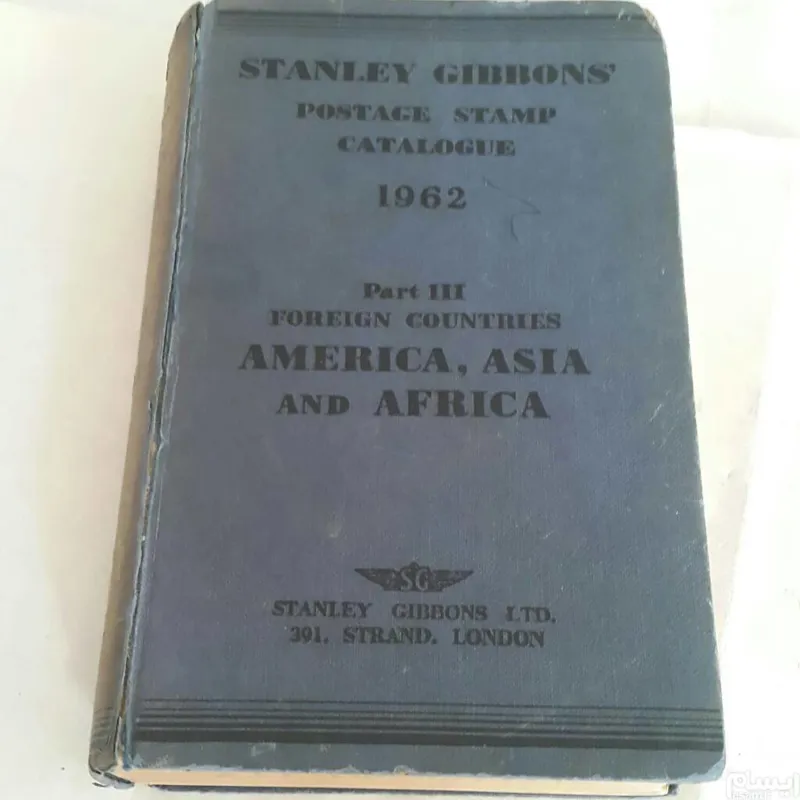 STANLEY GIBBONS'
POSTAGE STAMP
CATALOGUE
1962
Part III
FOREIGN COUNTRIES
AMERICA, ASIA
AND AFRICA
SG
STANLEY GIBBONS LTD.
391, STRAND, LONDON
ایسام